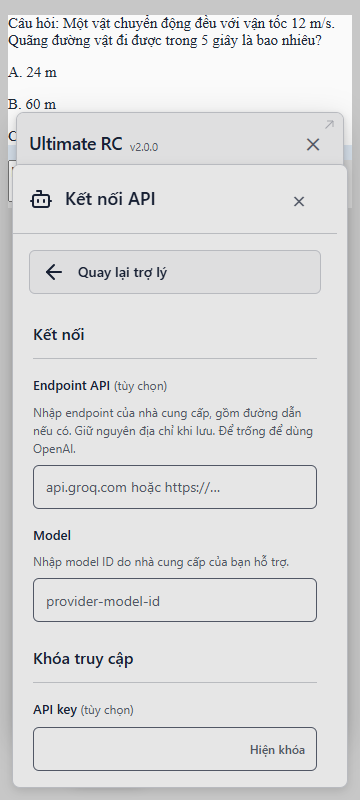 Câu hỏi: Một vật chuyển động đều với vận tốc 12 m/s.
Quãng đường vật đi được trong 5 giây là bao nhiêu?
A. 24 m
B. 60 m
Ultimate RC v2.0.0
Kết nối API
Quay lại trợ lý
Kết nối
Endpoint API (tùy chọn)
Nhập endpoint của nhà cung cấp, gồm đường dẫn
nếu có. Giữ nguyên địa chỉ khi lưu. Để trống để dùng
OpenAI.
api.groq.com hoặc https://...
Model
Nhập model ID do nhà cung cấp của bạn hỗ trợ.
provider-model-id
Khóa truy cập
API key (tùy chọn)
Hiện khóa